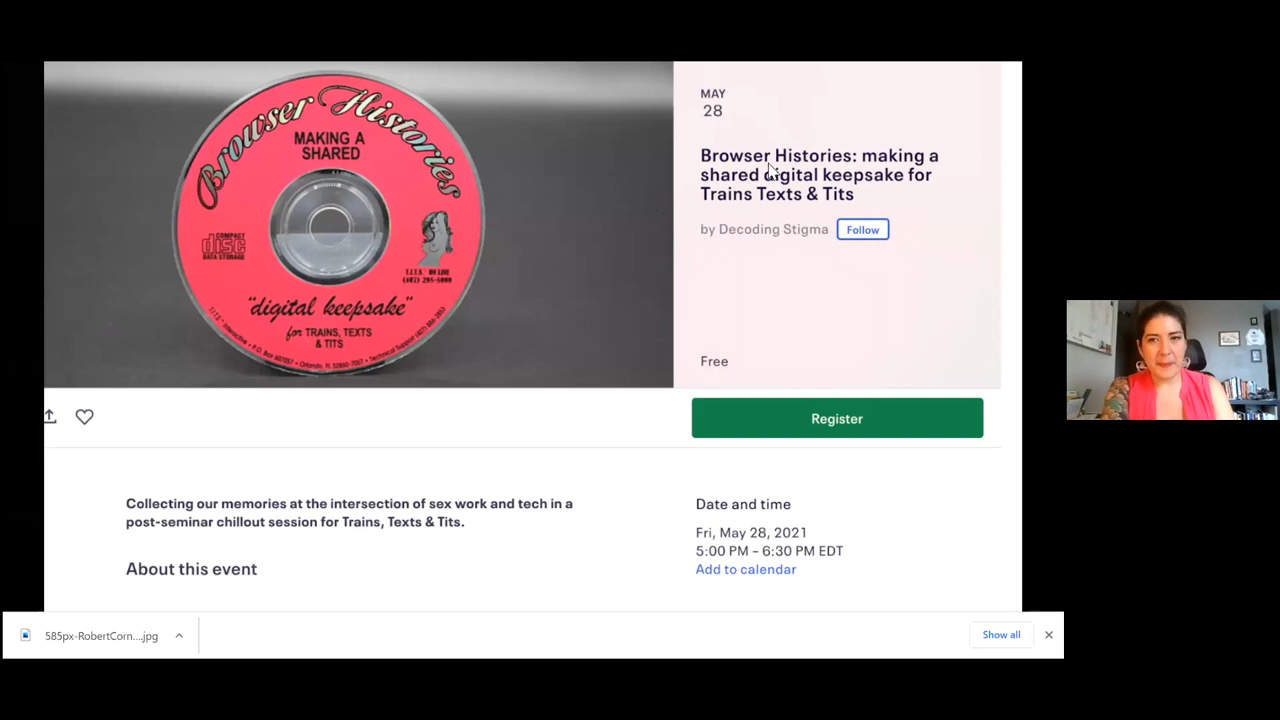 Browser Histories
MAKING A
SHARED
COMPACT
disc
DATA STORAGE
T.I.T.S.™ ON LINE
"digital keepsake"
for TRAINS, TEXTS
& TITS
MAY
28
Browser Histories: making a
shared digital keepsake for
Trains Texts & Tits
by Decoding Stigma
Follow
Free
Register
Collecting our memories at the intersection of sex work and tech in a
post-seminar chillout session for Trains, Texts & Tits.
About this event
Date and time
Fri, May 28, 2021
5:00 PM – 6:30 PM EDT
Add to calendar
585px-RobertCorn....jpg
Show all